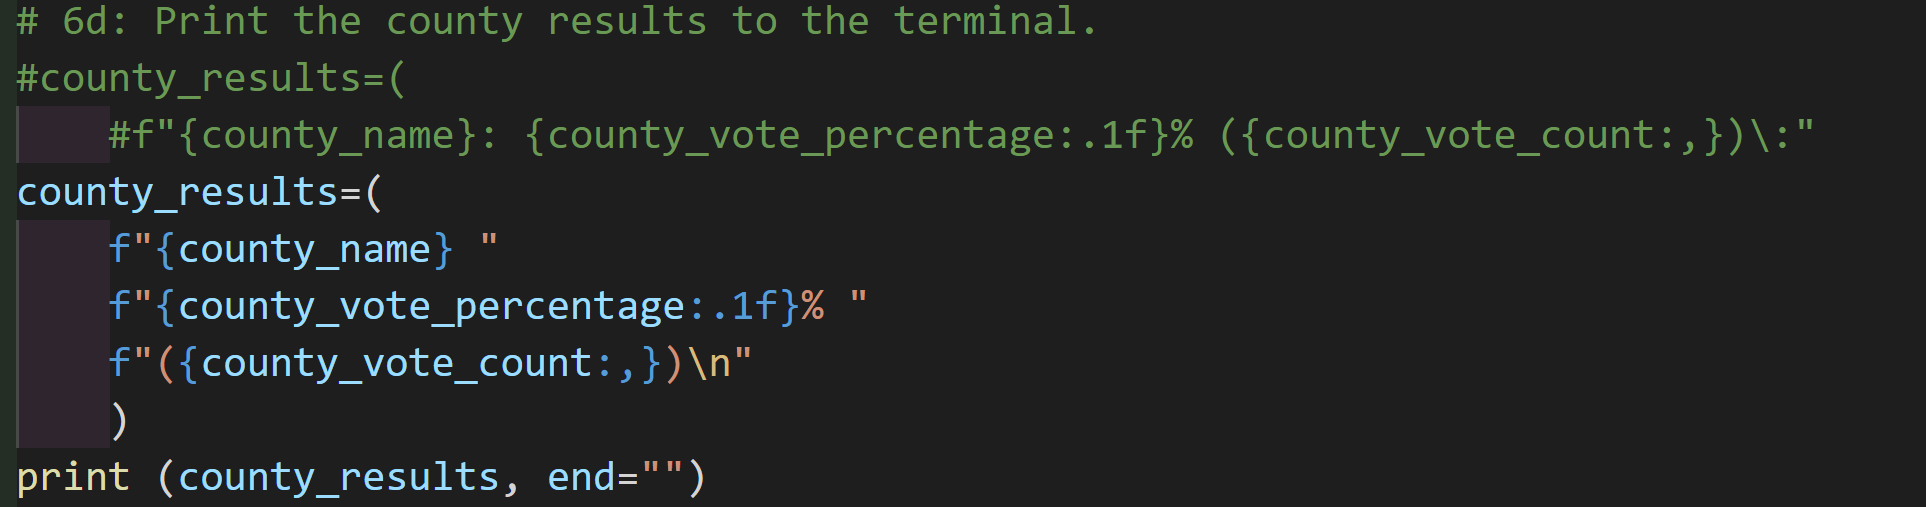 # 6d: Print the county results to the terminal.
#county_results=(
    #f"{county_name}: {county_vote_percentage:.1f}% ({county_vote_count:,})\:"
county_results=(
    f"{county_name} "
    f"{county_vote_percentage:.1f}% "
    f"({county_vote_count:,})\n"
    )
print (county_results, end="")